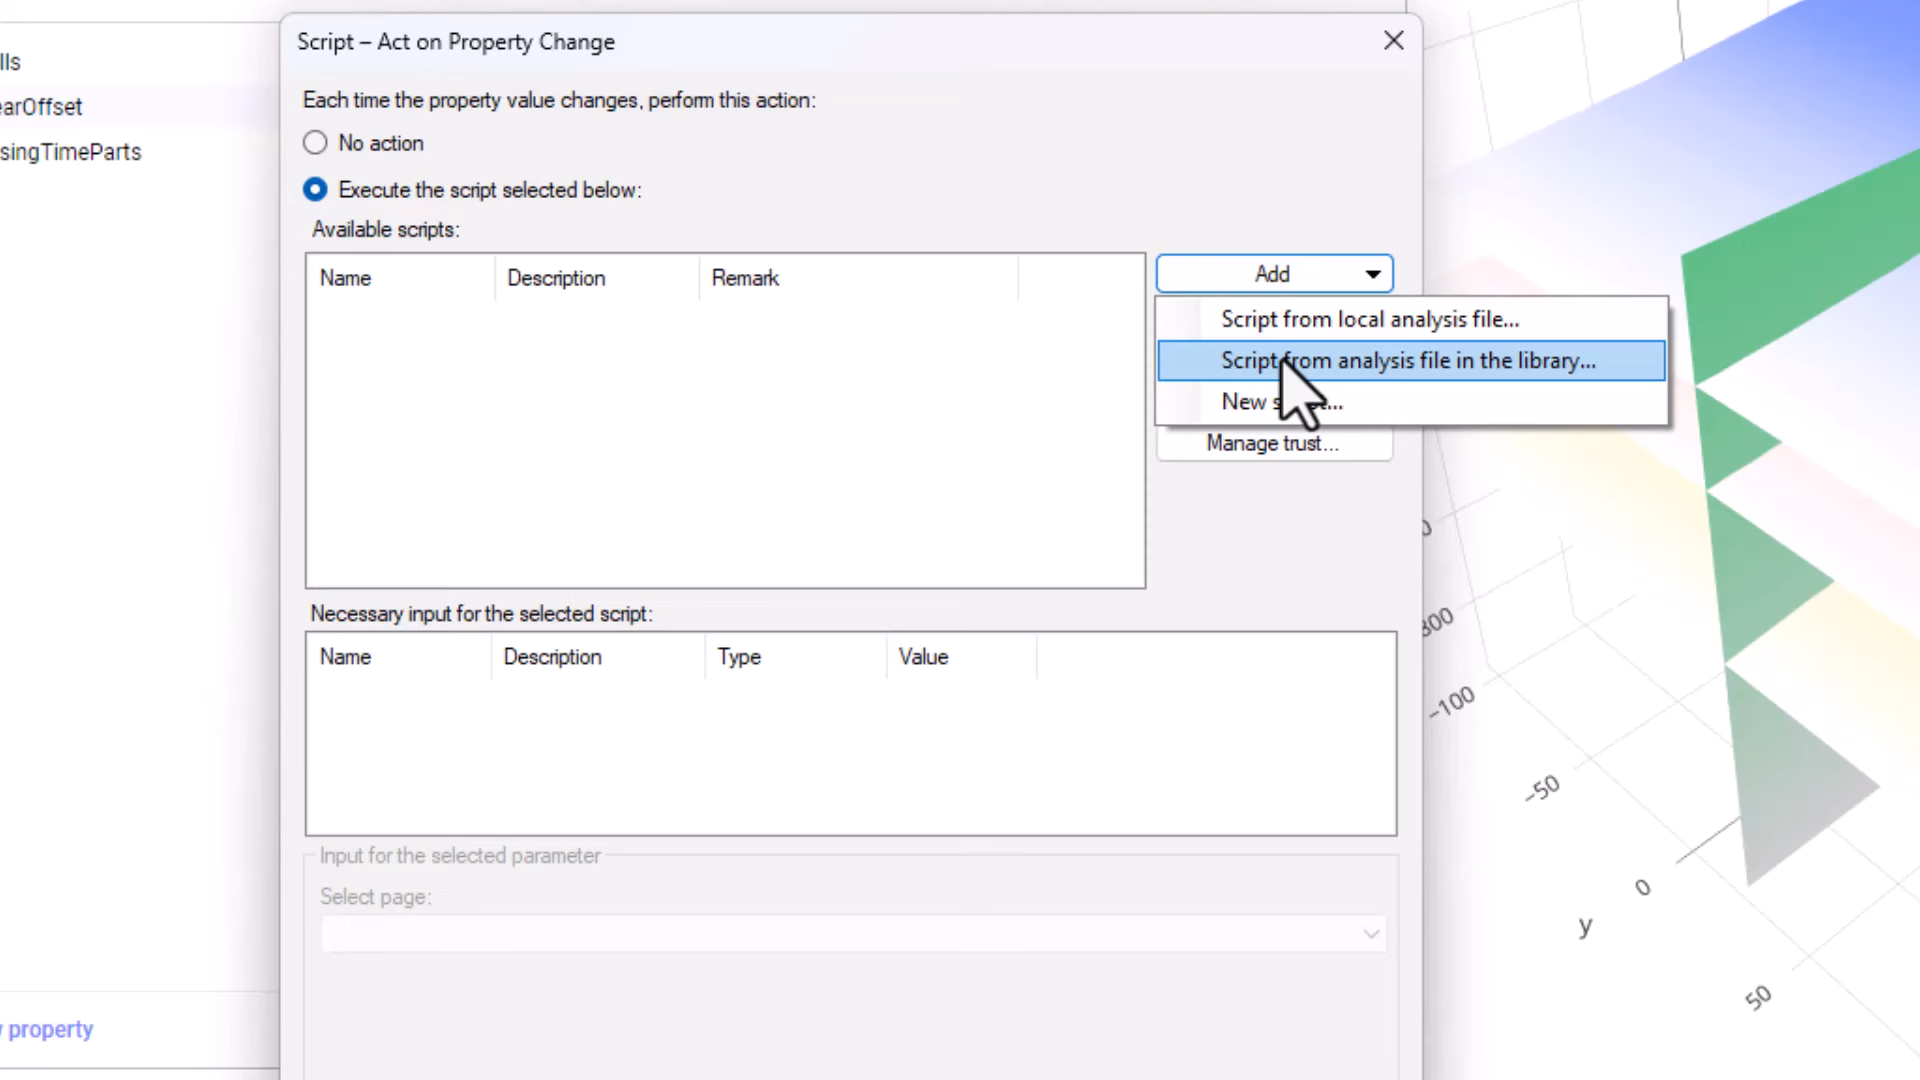 Script – Act on Property Change
lls
Each time the property value changes, perform this action:
earOffset
No action
singTimeParts
Execute the script selected below:
Available scripts:
Name Description Remark
Add
Script from local analysis file...
Script from analysis file in the library...
New
Manage trust...
Necessary input for the selected script:
Name Description Type Value
Input for the selected parameter
Select page:
property
300
−100
−50
0
y
50